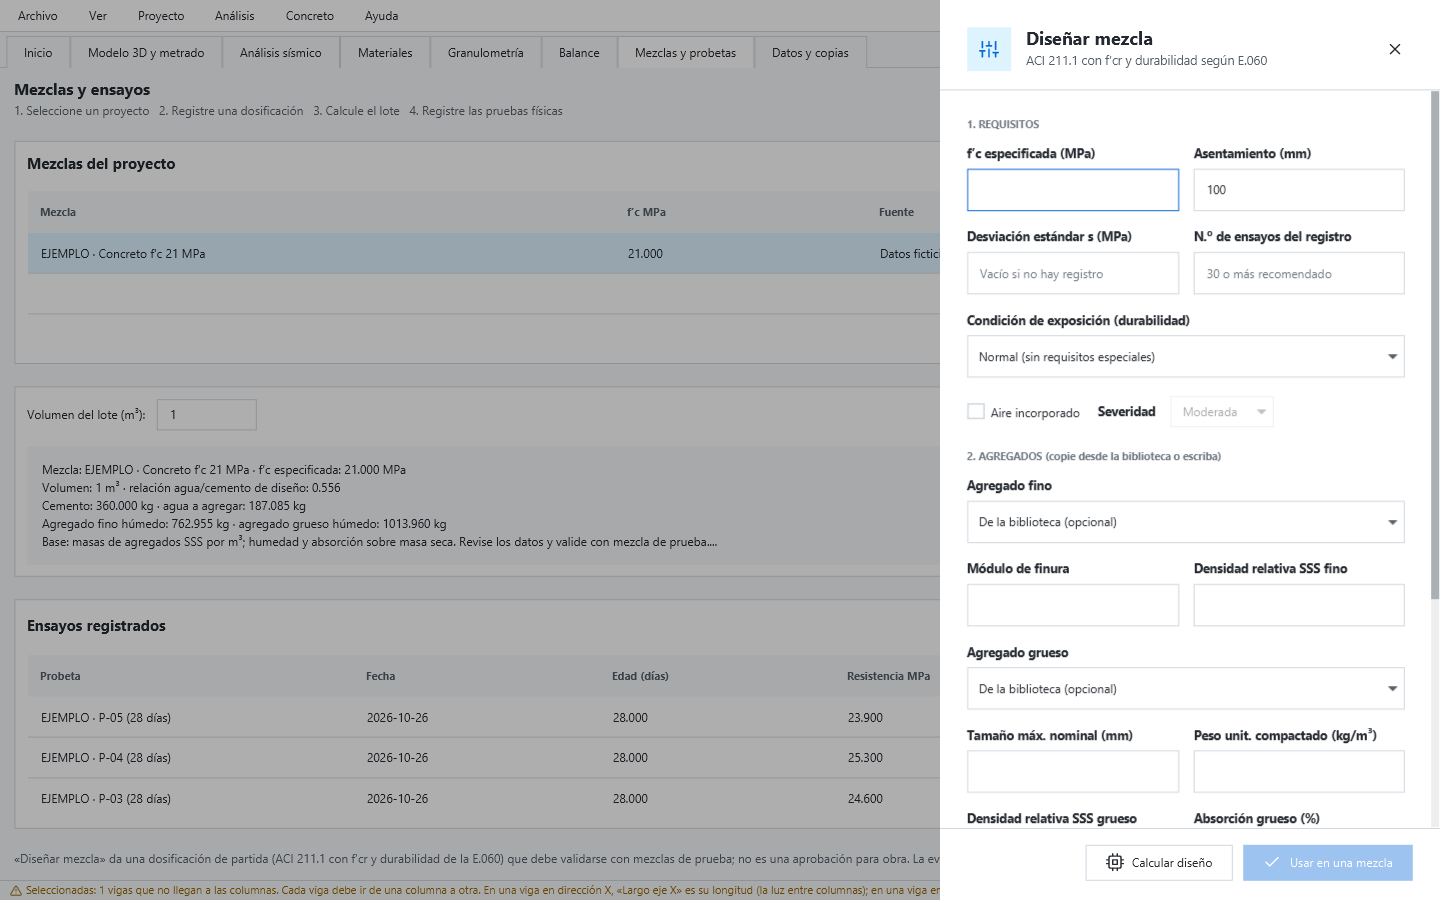 Archivo Ver Proyecto Análisis Concreto Ayuda
Inicio Modelo 3D y metrado Análisis sísmico Materiales Granulometría Balance Mezclas y probetas Datos y copias
Mezclas y ensayos
1. Seleccione un proyecto 2. Registre una dosificación 3. Calcule el lote 4. Registre las pruebas físicas
Mezclas del proyecto
Mezcla f'c MPa Fuente
EJEMPLO · Concreto f'c 21 MPa 21.000 Datos fictici
Volumen del lote (m³): 1
Mezcla: EJEMPLO · Concreto f'c 21 MPa · f'c especificada: 21.000 MPa
Volumen: 1 m³ · relación agua/cemento de diseño: 0.556
Cemento: 360.000 kg · agua a agregar: 187.085 kg
Agregado fino húmedo: 762.955 kg · agregado grueso húmedo: 1013.960 kg
Base: masas de agregados SSS por m³; humedad y absorción sobre masa seca. Revise los datos y valide con mezcla de prueba....
Ensayos registrados
Probeta Fecha Edad (días) Resistencia MPa
EJEMPLO · P-05 (28 días) 2026-10-26 28.000 23.900
EJEMPLO · P-04 (28 días) 2026-10-26 28.000 25.300
EJEMPLO · P-03 (28 días) 2026-10-26 28.000 24.600
«Diseñar mezcla» da una dosificación de partida (ACI 211.1 con f'cr y durabilidad de la E.060) que debe validarse con mezclas de prueba; no es una aprobación para obra. La ev
Seleccionadas: 1 vigas que no llegan a las columnas. Cada viga debe ir de una columna a otra. En una viga en dirección X, «Largo eje X» es su longitud (la luz entre columnas); en una viga en
Diseñar mezcla
ACI 211.1 con f'cr y durabilidad según E.060
1. REQUISITOS
f'c especificada (MPa) Asentamiento (mm)
100
Desviación estándar s (MPa) N.º de ensayos del registro
Vacío si no hay registro 30 o más recomendado
Condición de exposición (durabilidad)
Normal (sin requisitos especiales)
Aire incorporado Severidad Moderada
2. AGREGADOS (copie desde la biblioteca o escriba)
Agregado fino
De la biblioteca (opcional)
Módulo de finura Densidad relativa SSS fino
Agregado grueso
De la biblioteca (opcional)
Tamaño máx. nominal (mm) Peso unit. compactado (kg/m³)
Densidad relativa SSS grueso Absorción grueso (%)
Calcular diseño Usar en una mezcla